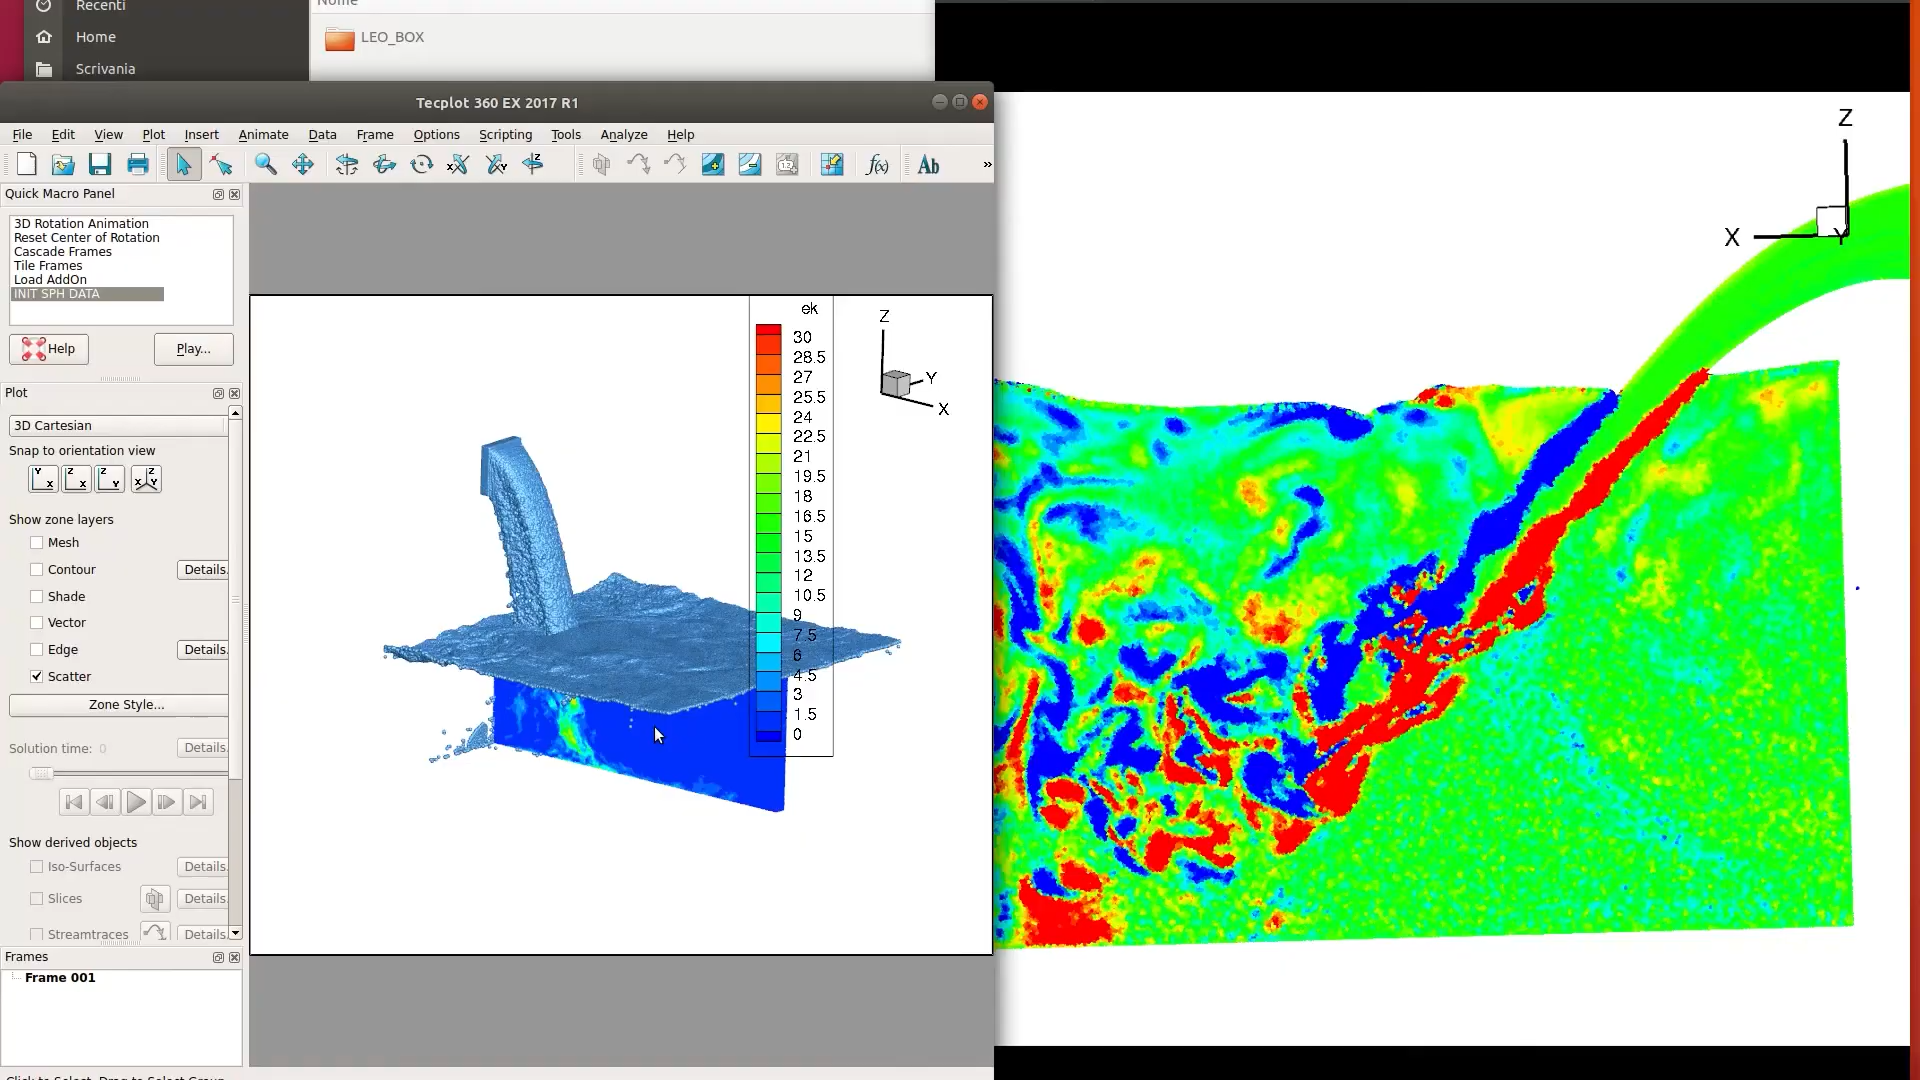 Recenti
Home
Scrivania
Nome
LEO_BOX
Tecplot 360 EX 2017 R1
File Edit View Plot Insert Animate Data Frame Options Scripting Tools Analyze Help
Quick Macro Panel
3D Rotation Animation
Reset Center of Rotation
Cascade Frames
Tile Frames
Load AddOn
INIT SPH DATA
Help
Play...
Plot
3D Cartesian
Snap to orientation view
Show zone layers
Mesh
Contour Details.
Shade
Vector
Edge Details.
Scatter
Zone Style...
Solution time: 0 Details.
Show derived objects
Iso-Surfaces Details.
Slices Details.
Streamtraces Details.
Frames
Frame 001
Click to Select, Drag to Select Group
Ab
f(x)
»
ek
30
28.5
27
25.5
24
22.5
21
19.5
18
16.5
15
13.5
12
10.5
9
7.5
6
4.5
3
1.5
0
Z
Y
X
Z
X
Y